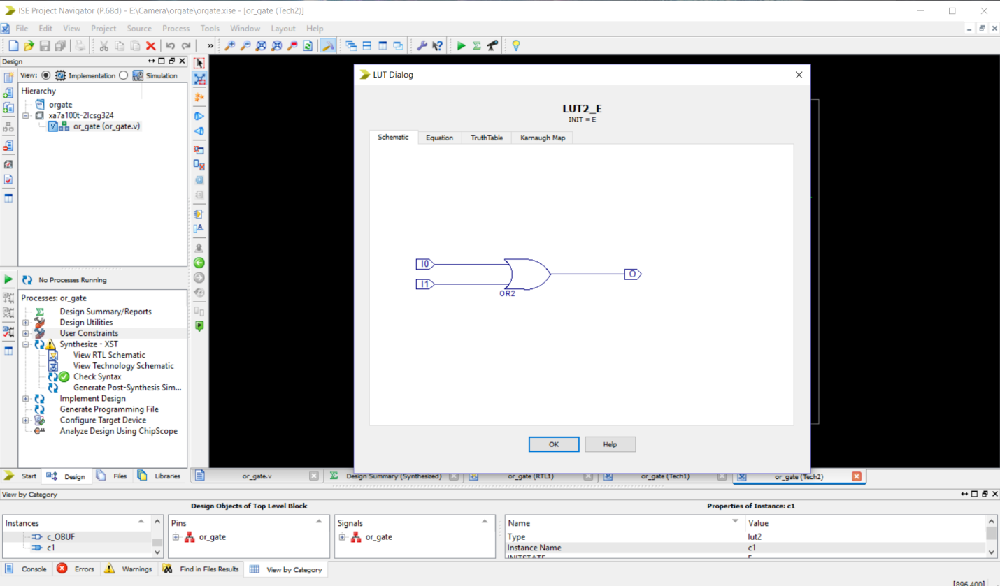 ISE Project Navigator (P.68d) - E:\Camera\orgate\orgate.xise - [or_gate (Tech2)]
File Edit View Project Source Process Tools Window Layout Help
Design
View: Implementation Simulation
Hierarchy
orgate
xa7a100t-2lcsg324
or_gate (or_gate.v)
No Processes Running
Processes: or_gate
Design Summary/Reports
Design Utilities
User Constraints
Synthesize - XST
View RTL Schematic
View Technology Schematic
Check Syntax
Generate Post-Synthesis Sim...
Implement Design
Generate Programming File
Configure Target Device
Analyze Design Using ChipScope
Start Design Files Libraries
LUT Dialog
LUT2_E
INIT = E
Schematic Equation TruthTable Karnaugh Map
I0
I1
OR2
O
OK Help
or_gate.v Design Summary (Synthesized) or_gate (RTL1) or_gate (Tech1) or_gate (Tech2)
View by Category
Design Objects of Top Level Block
Properties of Instance: c1
Instances
c_OBUF
c1
Pins
or_gate
Signals
or_gate
Name Value
Type lut2
Instance Name c1
Console Errors Warnings Find in Files Results View by Category
[896,400]